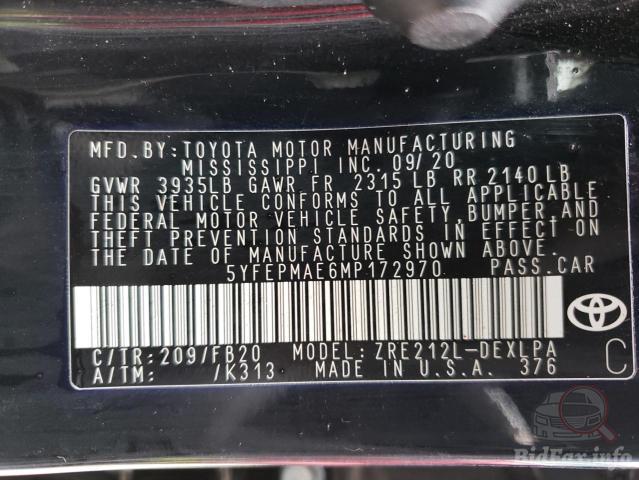 MFD.BY:TOYOTA MOTOR MANUFACTURING
MISSISSIPPI INC. 09/20
GVWR 3935LB GAWR FR 2315 LB RR 2140 LB
THIS VEHICLE CONFORMS TO ALL APPLICABLE
FEDERAL MOTOR VEHICLE SAFETY,BUMPER,AND
THEFT PREVENTION STANDARDS IN EFFECT ON
THE DATE OF MANUFACTURE SHOWN ABOVE.
5YFEPMAE6MP172970 PASS.CAR
C/TR:209/FB20 MODEL: ZRE212L-DEXLPA
A/TM: /K313 MADE IN U.S.A. 376
C
BidFax.info